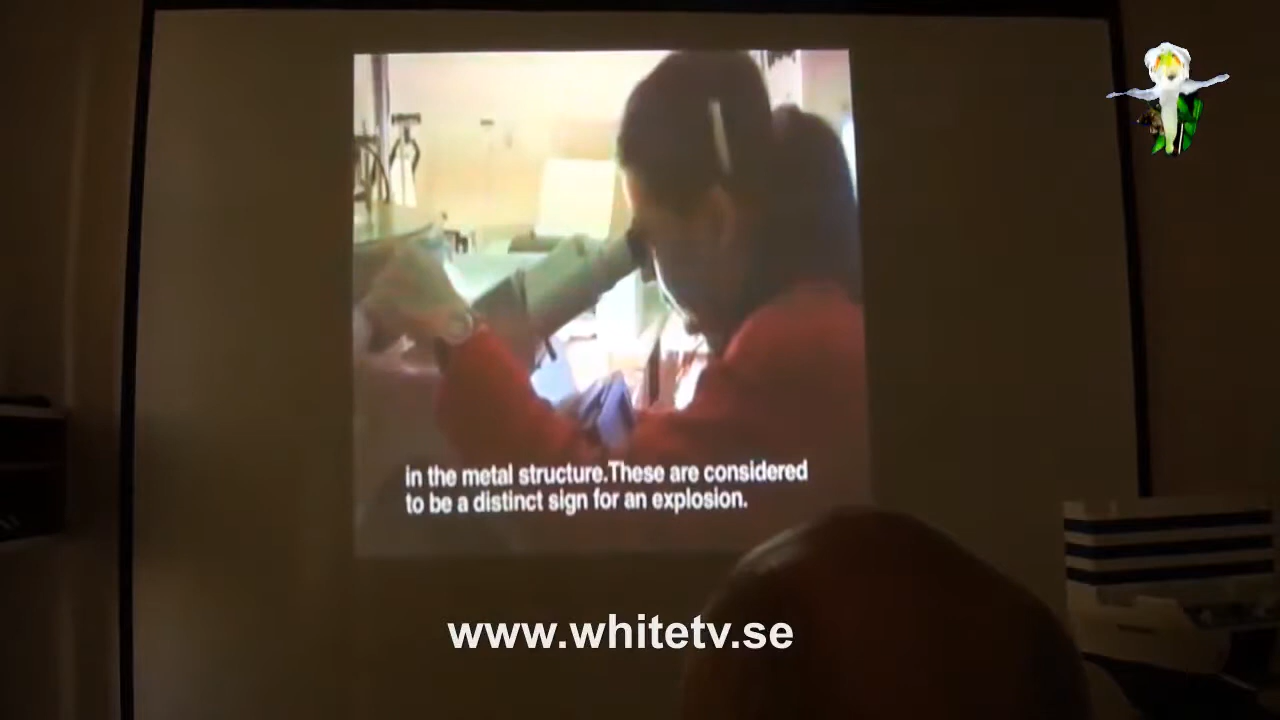 in the metal structure.These are considered
to be a distinct sign for an explosion.
www.whitetv.se